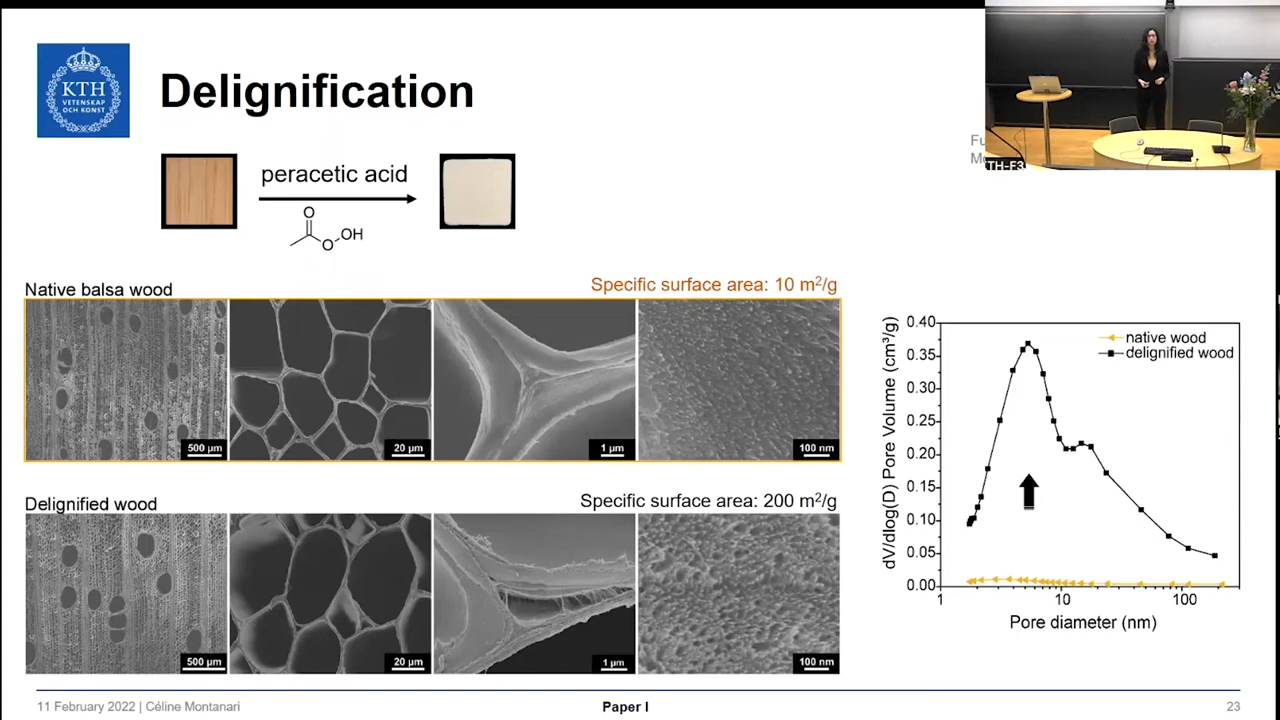 KTH
VETENSKAP
OCH KONST
Delignification
Fu
Mo
KTH-F3
peracetic acid
O
O
OH
Native balsa wood
Specific surface area: 10 m²/g
500 µm
20 µm
1 µm
100 nm
Delignified wood
Specific surface area: 200 m²/g
500 µm
20 µm
1 µm
100 nm
dV/dlog(D) Pore Volume (cm³/g)
0.40
0.35
0.30
0.25
0.20
0.15
0.10
0.05
0.00
native wood
delignified wood
1
10
100
Pore diameter (nm)
11 February 2022 | Céline Montanari
Paper I
23